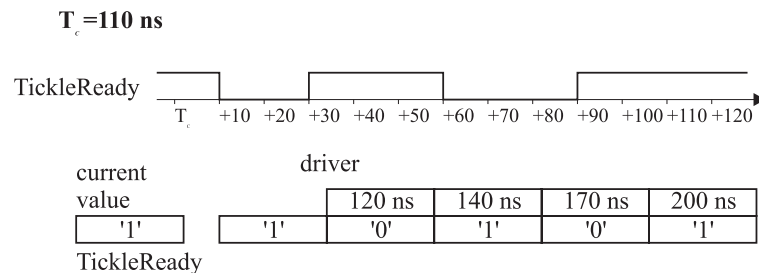 T_c =110 ns
TickleReady
T_c +10 +20 +30 +40 +50 +60 +70 +80 +90 +100 +110 +120
driver
current
value
120 ns 140 ns 170 ns 200 ns
'1' '1' '0' '1' '0' '1'
TickleReady